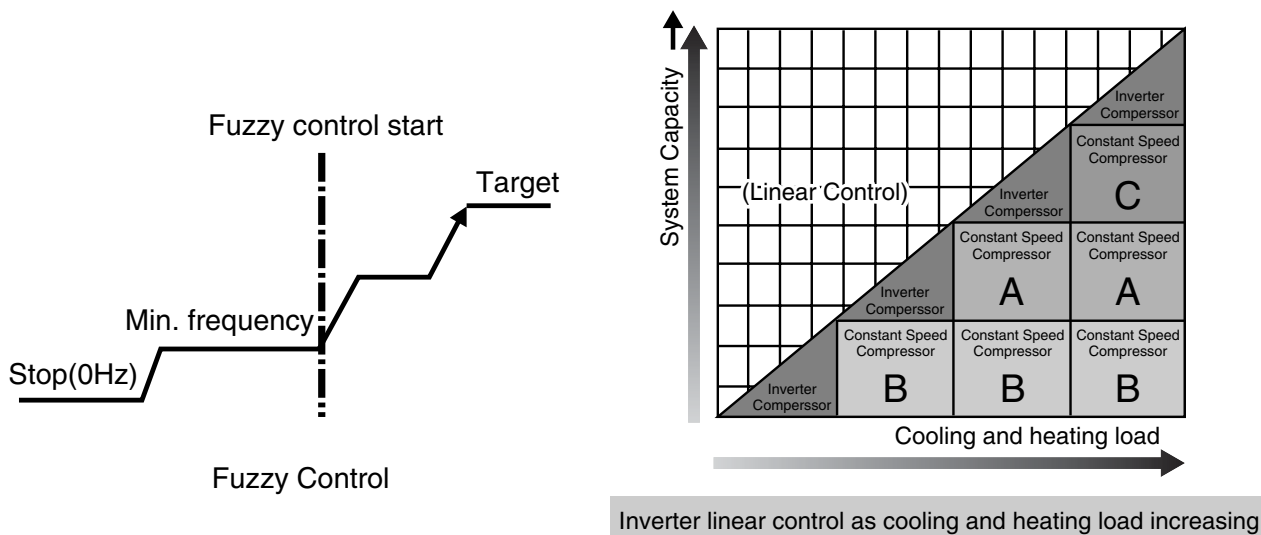 Fuzzy control start
Target
Min. frequency
Stop(0Hz)
Fuzzy Control
System Capacity
(Linear Control)
Inverter
Comperssor
Constant Speed
Compressor
C
Inverter
Comperssor
Constant Speed
Compressor
A
Constant Speed
Compressor
A
Inverter
Comperssor
Constant Speed
Compressor
B
Constant Speed
Compressor
B
Constant Speed
Compressor
B
Inverter
Comperssor
Cooling and heating load
Inverter linear control as cooling and heating load increasing